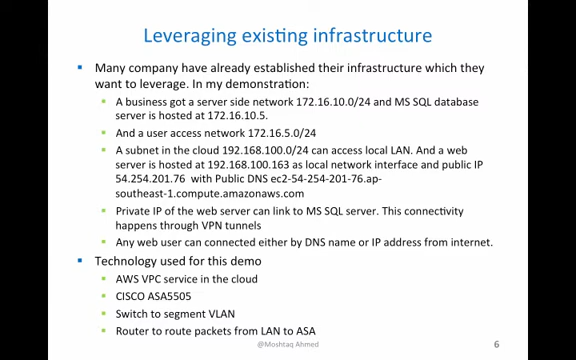 Leveraging existing infrastructure
Many company have already established their infrastructure which they
want to leverage. In my demonstration:
A business got a server side network 172.16.10.0/24 and MS SQL database
server is hosted at 172.16.10.5.
And a user access network 172.16.5.0/24
A subnet in the cloud 192.168.100.0/24 can access local LAN. And a web
server is hosted at 192.168.100.163 as local network interface and public IP
54.254.201.76 with Public DNS ec2-54-254-201-76.ap-
southeast-1.compute.amazonaws.com
Private IP of the web server can link to MS SQL server. This connectivity
happens through VPN tunnels
Any web user can connected either by DNS name or IP address from internet.
Technology used for this demo
AWS VPC service in the cloud
CISCO ASA5505
Switch to segment VLAN
Router to route packets from LAN to ASA
@Moshtaq Ahmed
6